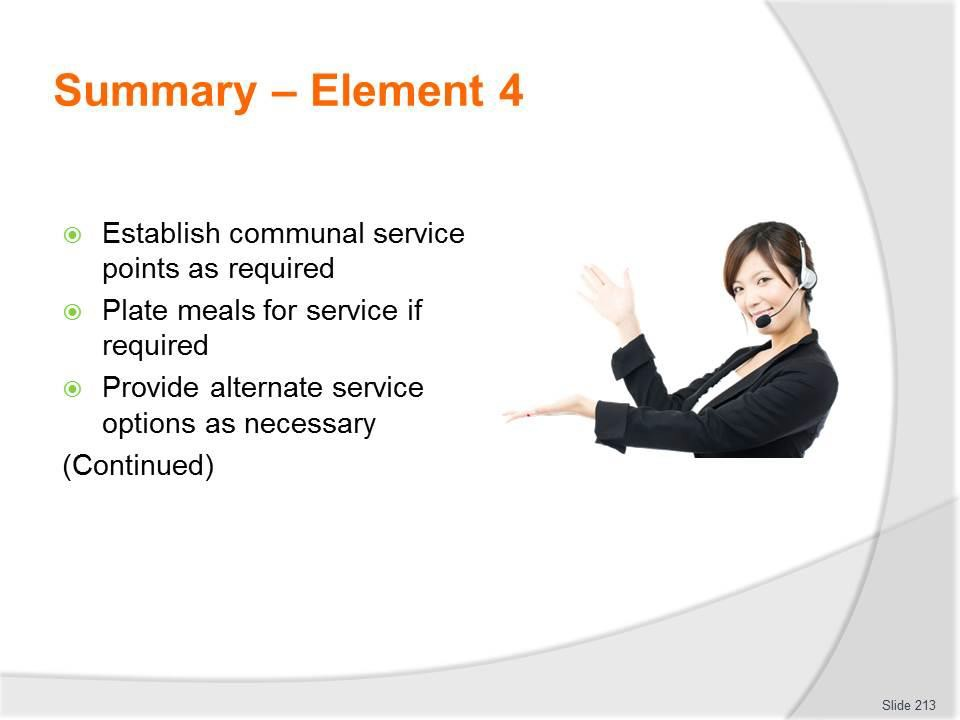 Summary – Element 4
Establish communal service
points as required
Plate meals for service if
required
Provide alternate service
options as necessary
(Continued)
Slide 213